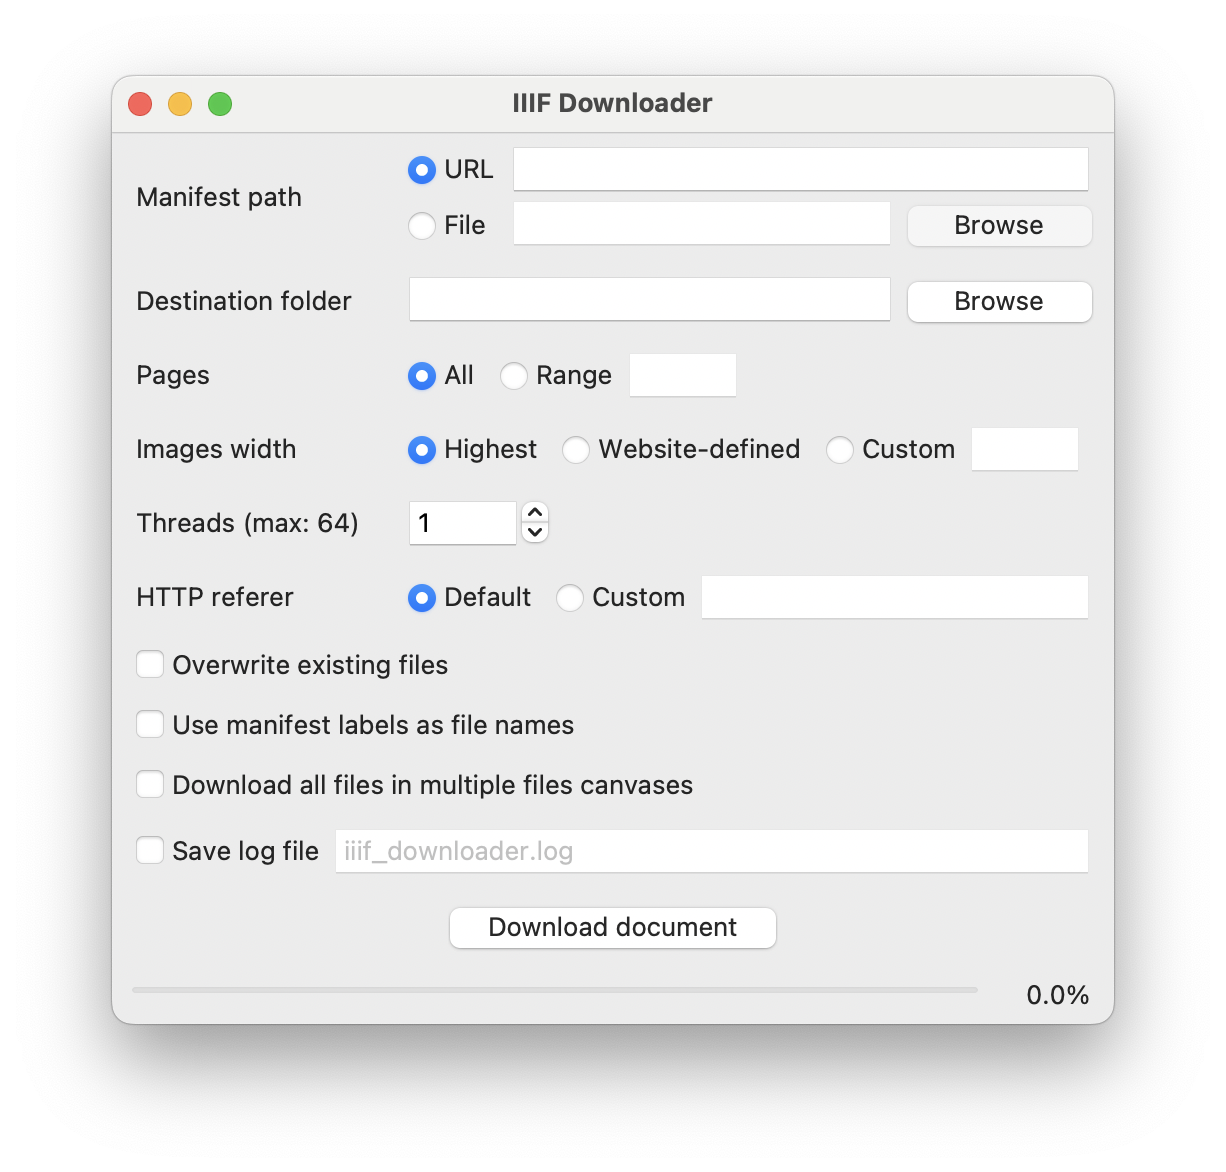 IIIF Downloader
Manifest path
URL
File
Browse
Destination folder
Browse
Pages
All
Range
Images width
Highest
Website-defined
Custom
Threads (max: 64)
1
HTTP referer
Default
Custom
Overwrite existing files
Use manifest labels as file names
Download all files in multiple files canvases
Save log file
iiif_downloader.log
Download document
0.0%